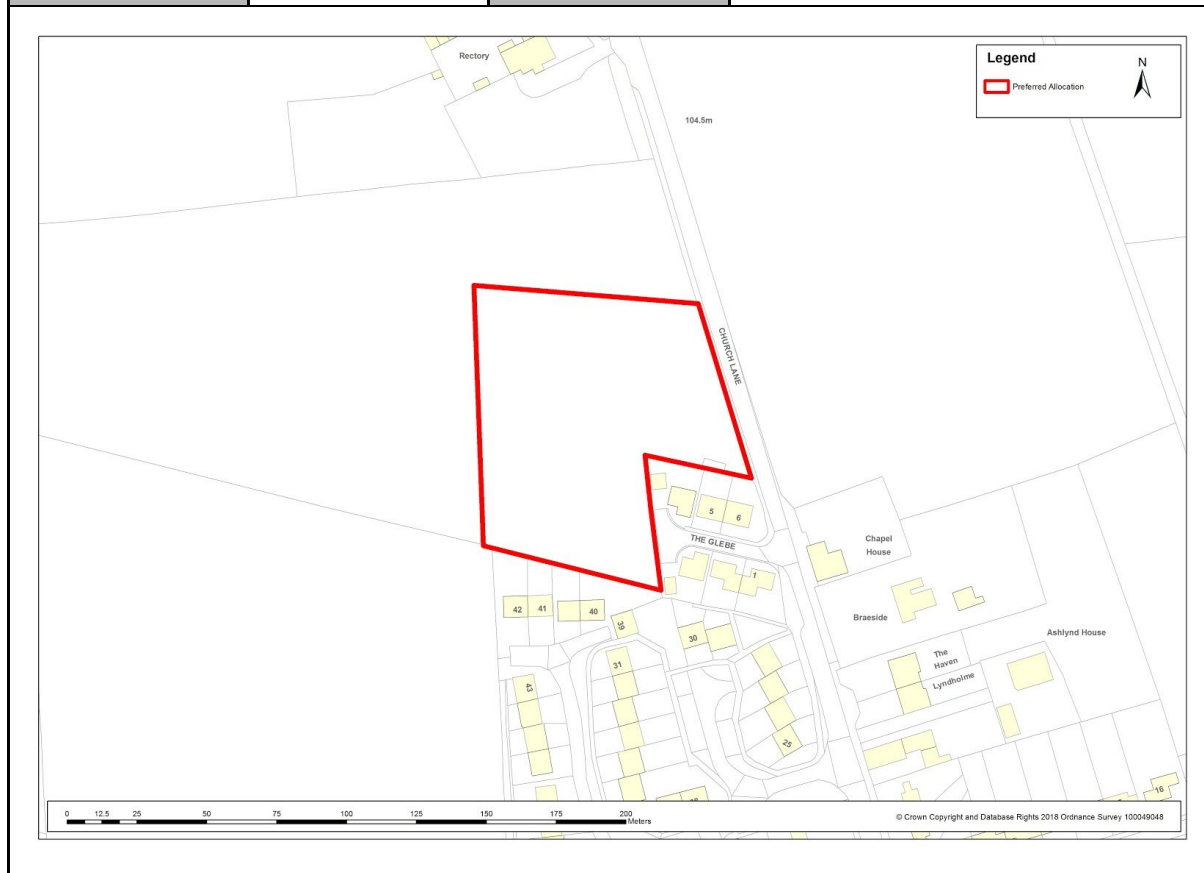 Rectory
Legend
N
Preferred Allocation
104.5m
CHURCH LANE
5
6
THE GLEBE
1
Chapel
House
42
41
40
39
30
31
43
25
Braeside
The
Haven
Lyndholme
Ashlynd House
16
0 12.5 25 50 75 100 125 150 175 200
Meters
© Crown Copyright and Database Rights 2018 Ordnance Survey 100049048